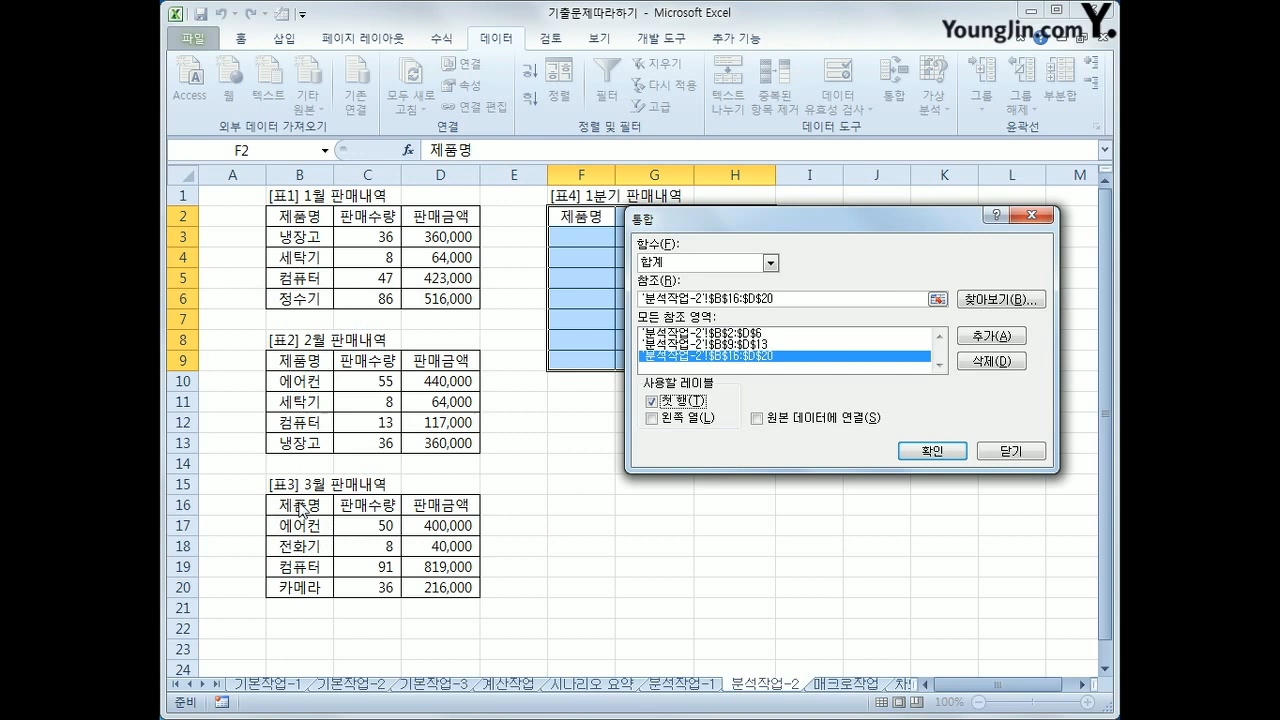 기출문제따라하기 - Microsoft Excel
YoungJin.com Y.
파일 홈 삽입 페이지 레이아웃 수식 데이터 검토 보기 개발 도구 추가 기능
Access 웹 텍스트 기타 원본 기존 연결
모두 새로 고침 연결 속성 연결 편집
정렬 필터 지우기 다시 적용 고급
텍스트 나누기 중복된 항목 제거 데이터 유효성 검사 통합 가상 분석
그룹 그룹 해제 부분합
외부 데이터 가져오기 연결 정렬 및 필터 데이터 도구 윤곽선
F2 fx 제품명
A B C D E F G H I J K L M
1 [표1] 1월 판매내역 [표4] 1분기 판매내역
2 제품명 판매수량 판매금액 제품명
3 냉장고 36 360,000
4 세탁기 8 64,000
5 컴퓨터 47 423,000
6 정수기 86 516,000
7
8 [표2] 2월 판매내역
9 제품명 판매수량 판매금액
10 에어컨 55 440,000
11 세탁기 8 64,000
12 컴퓨터 13 117,000
13 냉장고 36 360,000
14
15 [표3] 3월 판매내역
16 제품명 판매수량 판매금액
17 에어컨 50 400,000
18 전화기 8 40,000
19 컴퓨터 91 819,000
20 카메라 36 216,000
21
22
23
24
통합
함수(F):
합계
참조(R):
'분석작업-2'!$B$16:$D$20 찾아보기(B)...
모든 참조 영역:
'분석작업-2'!$B$2:$D$6
'분석작업-2'!$B$9:$D$13
'분석작업-2'!$B$16:$D$20
추가(A)
삭제(D)
사용할 레이블
첫 행(T)
왼쪽 열(L) 원본 데이터에 연결(S)
확인 닫기
기본작업-1 기본작업-2 기본작업-3 계산작업 시나리오 요약 분석작업-1 분석작업-2 매크로작업
준비 100%